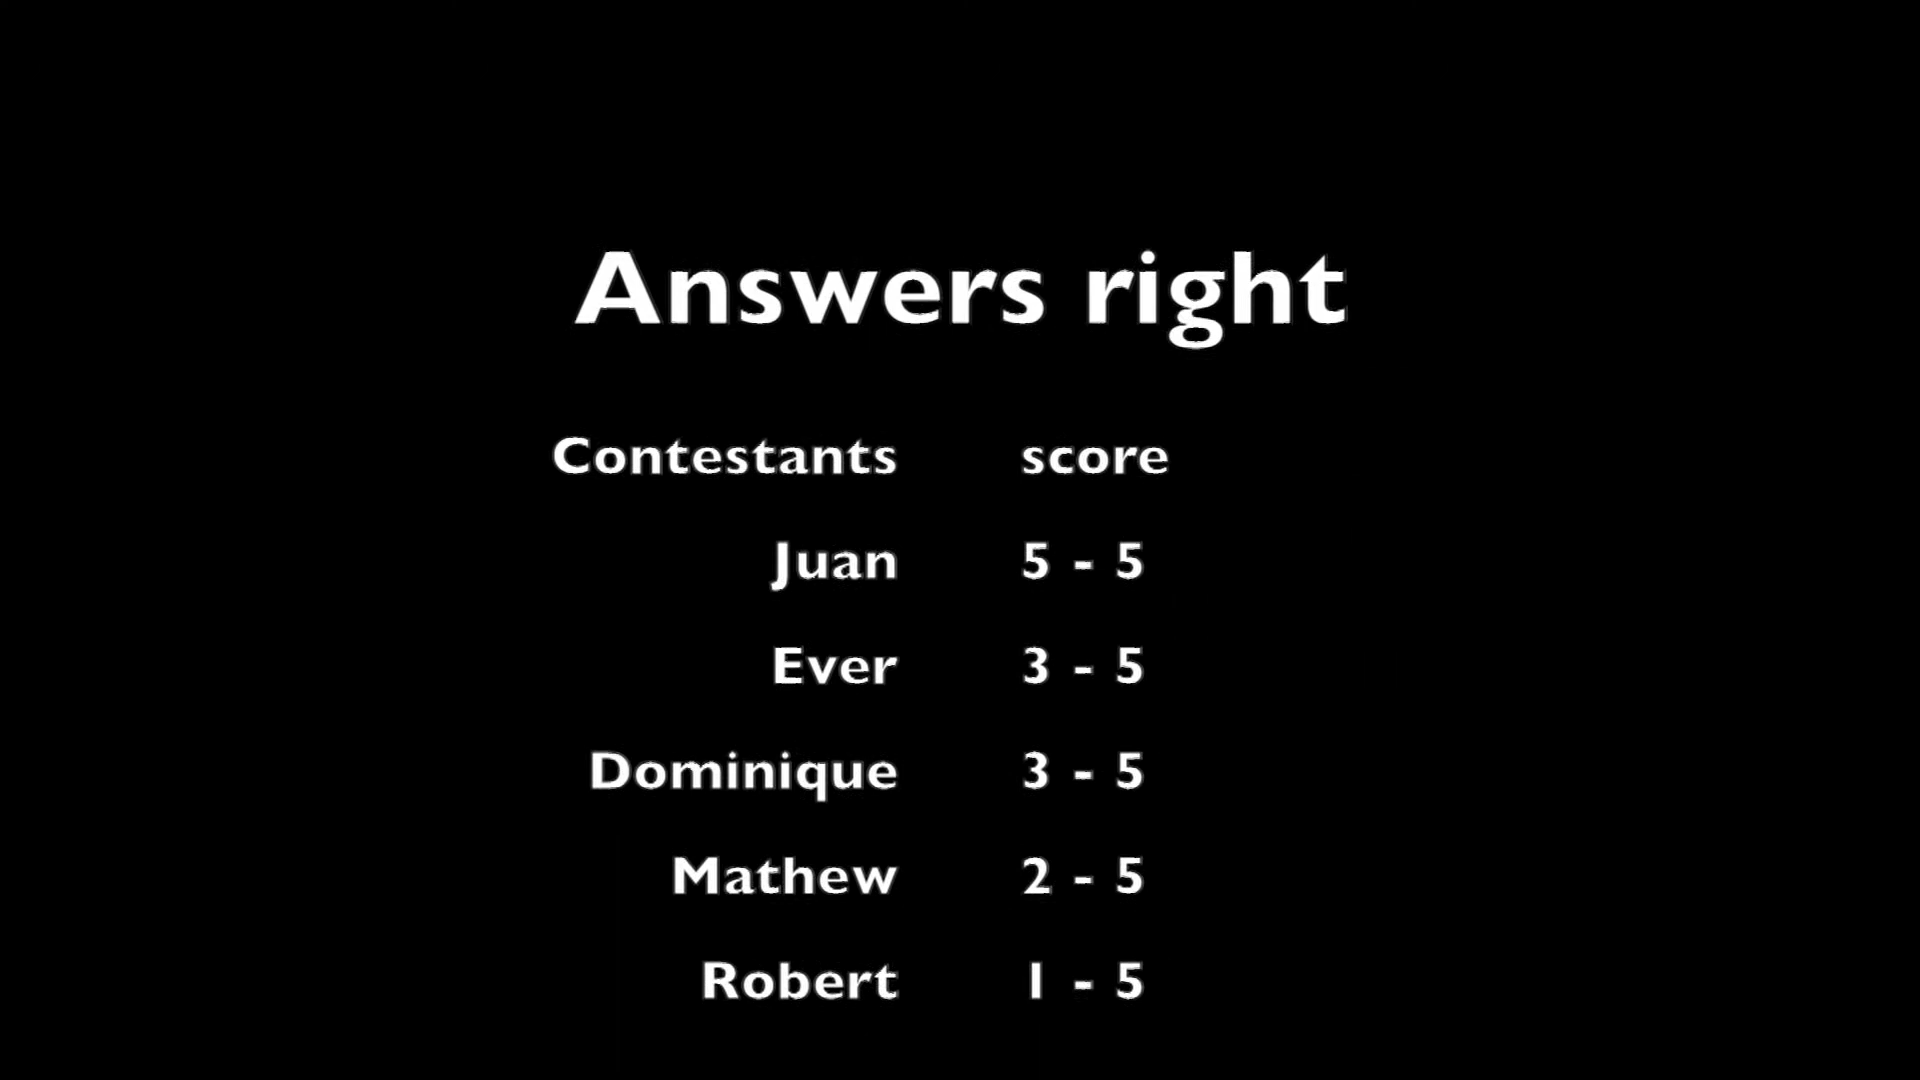 Answers right
Contestants score
Juan 5 - 5
Ever 3 - 5
Dominique 3 - 5
Mathew 2 - 5
Robert 1 - 5